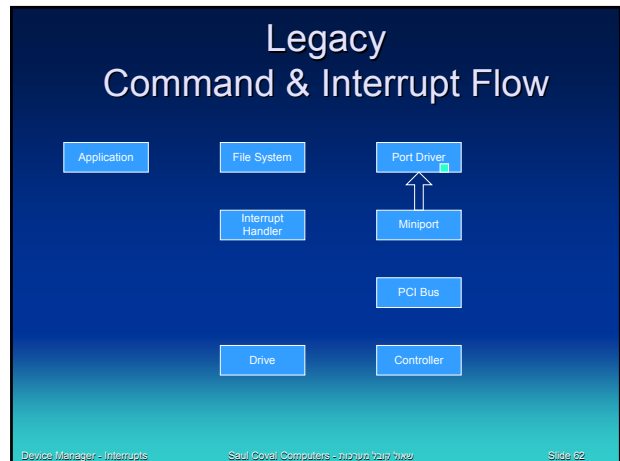 Legacy
Command & Interrupt Flow
Application
File System
Port Driver
Interrupt
Handler
Miniport
PCI Bus
Drive
Controller
Device Manager - Interrupts
Saul Coval Computers - שאול קובל מערכות
Slide 62